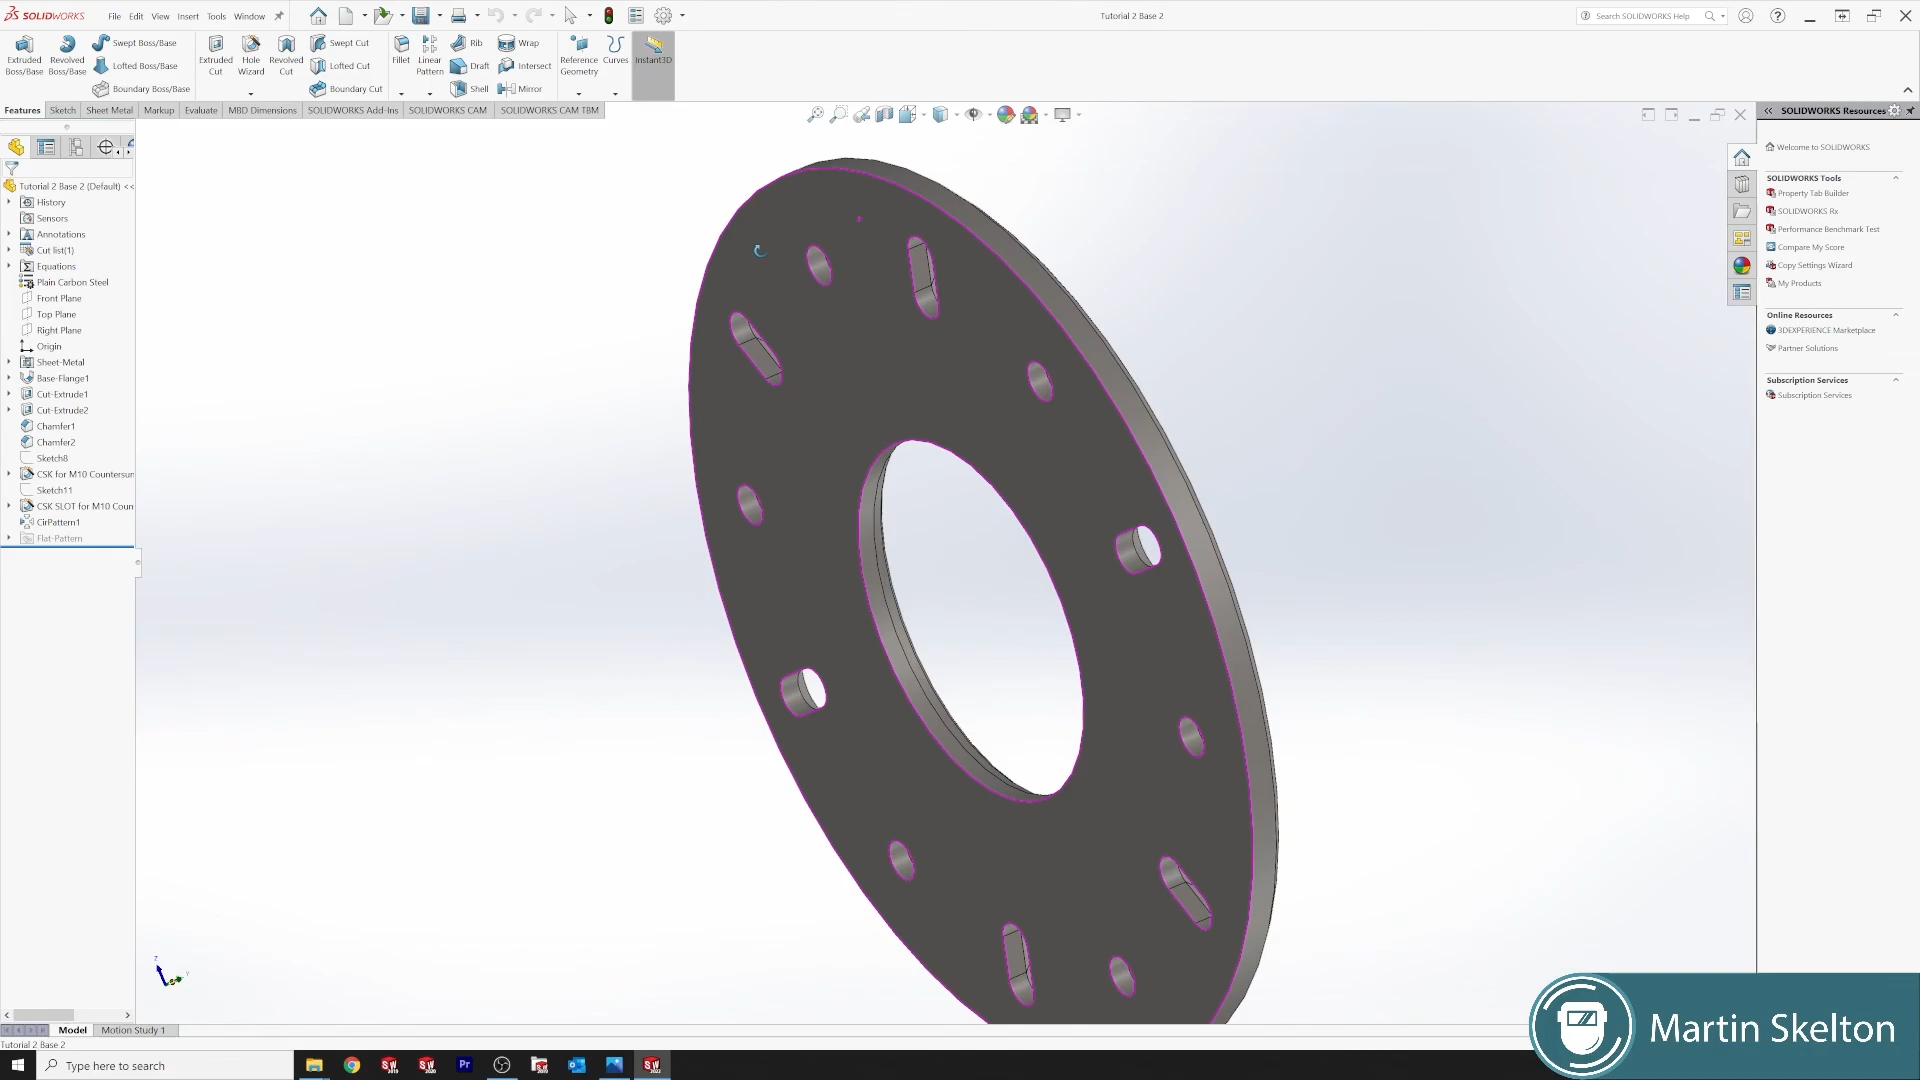 SOLIDWORKS
File Edit View Insert Tools Window
Tutorial 2 Base 2
Search SOLIDWORKS Help
Extruded Boss/Base
Revolved Boss/Base
Swept Boss/Base
Lofted Boss/Base
Boundary Boss/Base
Extruded Cut
Hole Wizard
Revolved Cut
Swept Cut
Lofted Cut
Boundary Cut
Fillet
Linear Pattern
Rib
Draft
Shell
Wrap
Intersect
Mirror
Reference Geometry
Curves
Instant3D
Features Sketch Sheet Metal Markup Evaluate MBD Dimensions SOLIDWORKS Add-Ins SOLIDWORKS CAM SOLIDWORKS CAM TBM
Tutorial 2 Base 2 (Default) <<
History
Sensors
Annotations
Cut list(1)
Equations
Plain Carbon Steel
Front Plane
Top Plane
Right Plane
Origin
Sheet-Metal
Base-Flange1
Cut-Extrude1
Cut-Extrude2
Chamfer1
Chamfer2
Sketch8
CSK for M10 Countersun
Sketch11
CSK SLOT for M10 Coun
CirPattern1
Flat-Pattern
SOLIDWORKS Resources
Welcome to SOLIDWORKS
SOLIDWORKS Tools
Property Tab Builder
SOLIDWORKS Rx
Performance Benchmark Test
Compare My Score
Copy Settings Wizard
My Products
Online Resources
3DEXPERIENCE Marketplace
Partner Solutions
Subscription Services
Subscription Services
Z
Y
Model Motion Study 1
Tutorial 2 Base 2
Type here to search
Martin Skelton